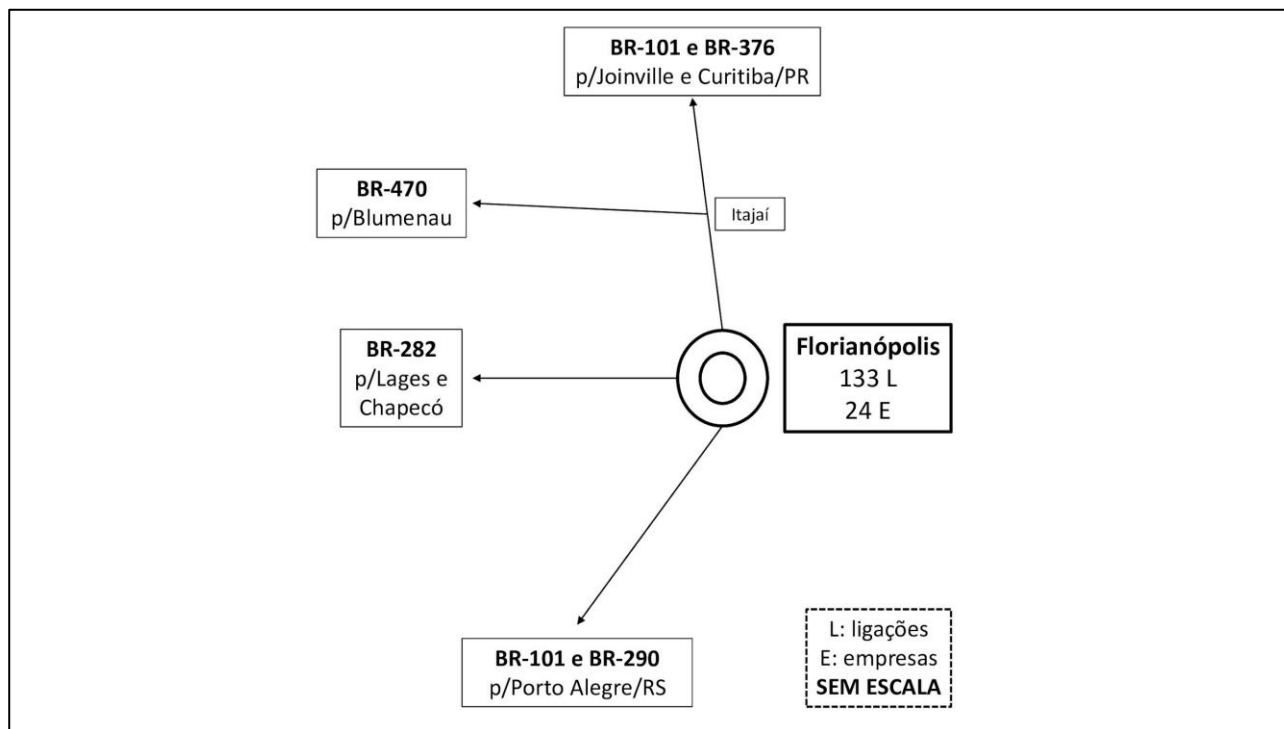 BR-101 e BR-376
p/Joinville e Curitiba/PR
BR-470
p/Blumenau
Itajaí
BR-282
p/Lages e
Chapecó
Florianópolis
133 L
24 E
BR-101 e BR-290
p/Porto Alegre/RS
L: ligações
E: empresas
SEM ESCALA